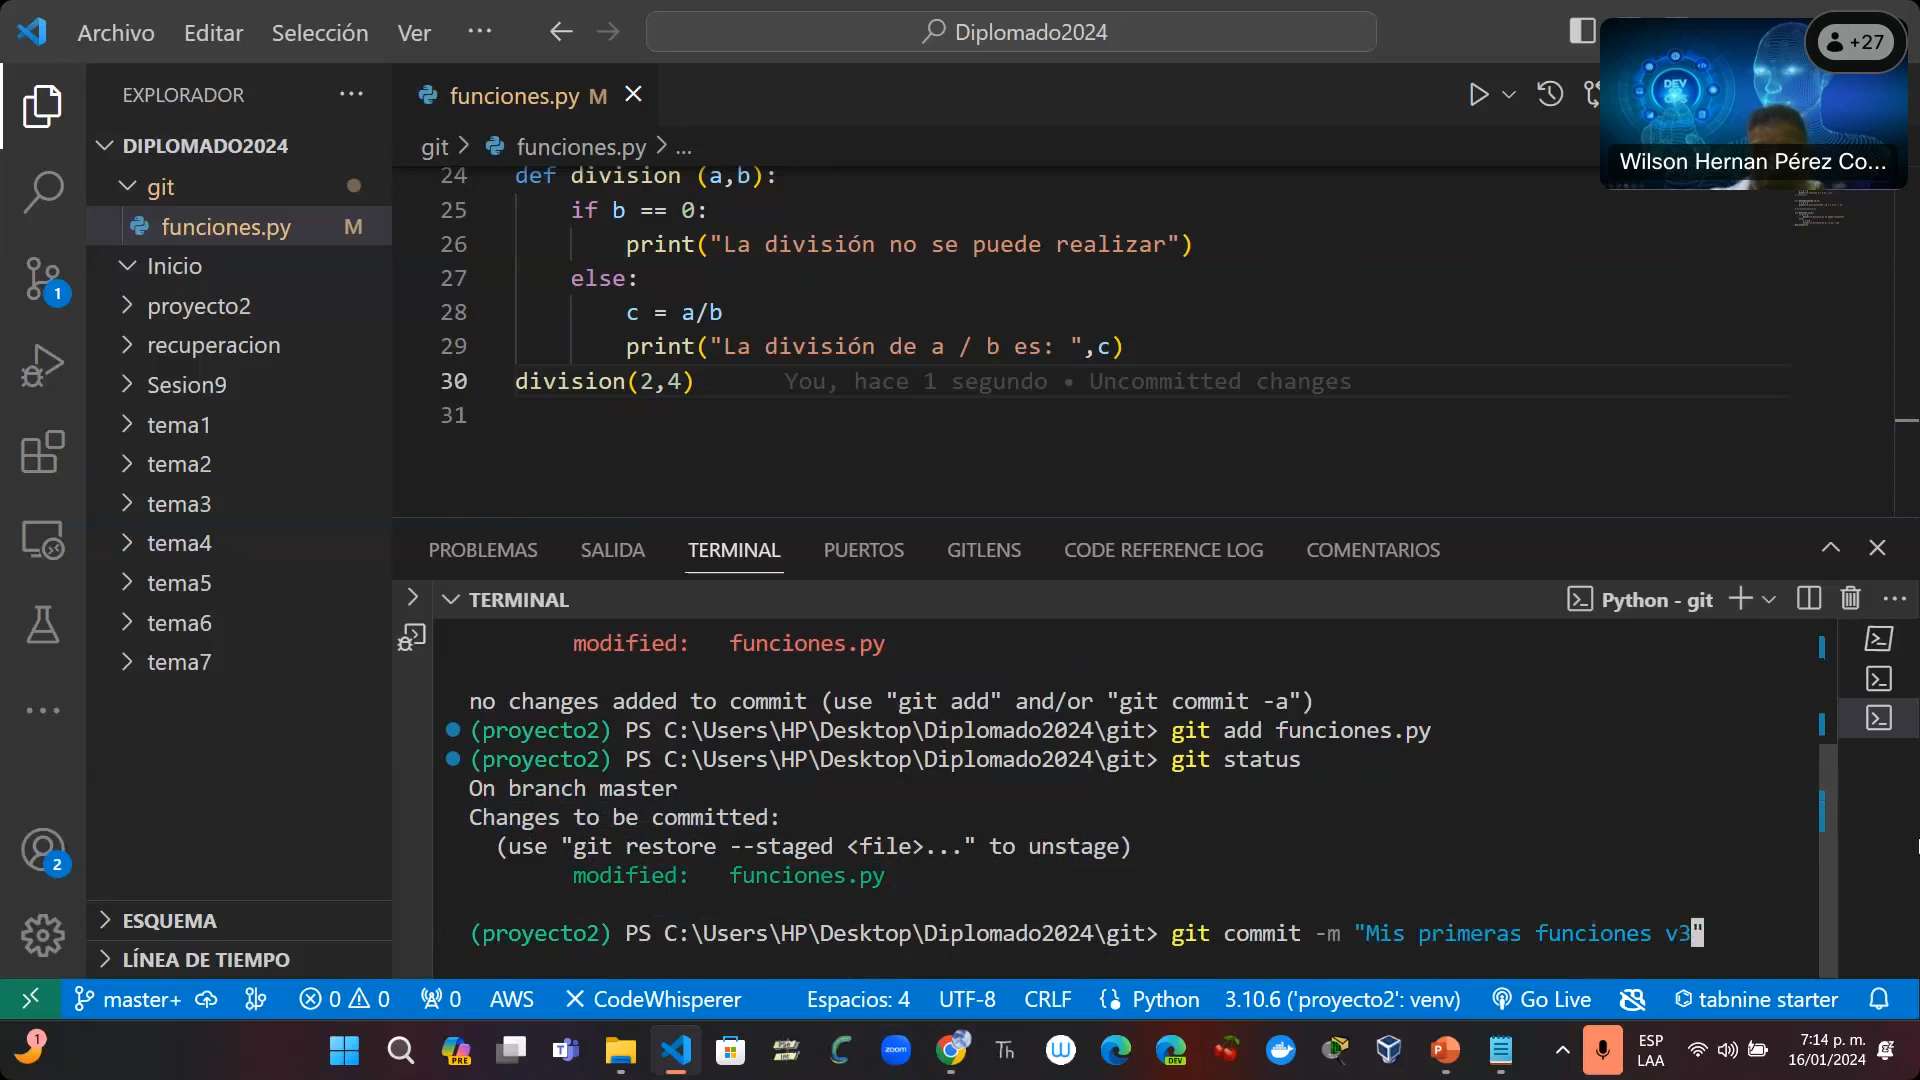 Archivo Editar Selección Ver ... Diplomado2024
+27
DEV
OPS
Wilson Hernan Pérez Co...
EXPLORADOR ...
DIPLOMADO2024
git
funciones.py M
Inicio
proyecto2
recuperacion
Sesion9
tema1
tema2
tema3
tema4
tema5
tema6
tema7
ESQUEMA
LÍNEA DE TIEMPO
1
2
funciones.py M
git > funciones.py > ...
24 def division (a,b):
25 if b == 0:
26 print("La división no se puede realizar")
27 else:
28 c = a/b
29 print("La división de a / b es: ",c)
30 division(2,4) You, hace 1 segundo • Uncommitted changes
31
PROBLEMAS SALIDA TERMINAL PUERTOS GITLENS CODE REFERENCE LOG COMENTARIOS
TERMINAL Python - git
modified: funciones.py
no changes added to commit (use "git add" and/or "git commit -a")
(proyecto2) PS C:\Users\HP\Desktop\Diplomado2024\git> git add funciones.py
(proyecto2) PS C:\Users\HP\Desktop\Diplomado2024\git> git status
On branch master
Changes to be committed:
(use "git restore --staged <file>..." to unstage)
modified: funciones.py
(proyecto2) PS C:\Users\HP\Desktop\Diplomado2024\git> git commit -m "Mis primeras funciones v3"
master+ 0 0 0 AWS CodeWhisperer Espacios: 4 UTF-8 CRLF Python 3.10.6 ('proyecto2': venv) Go Live tabnine starter
1 PRE zoom Th DEV ESP 7:14 p. m.
LAA 16/01/2024